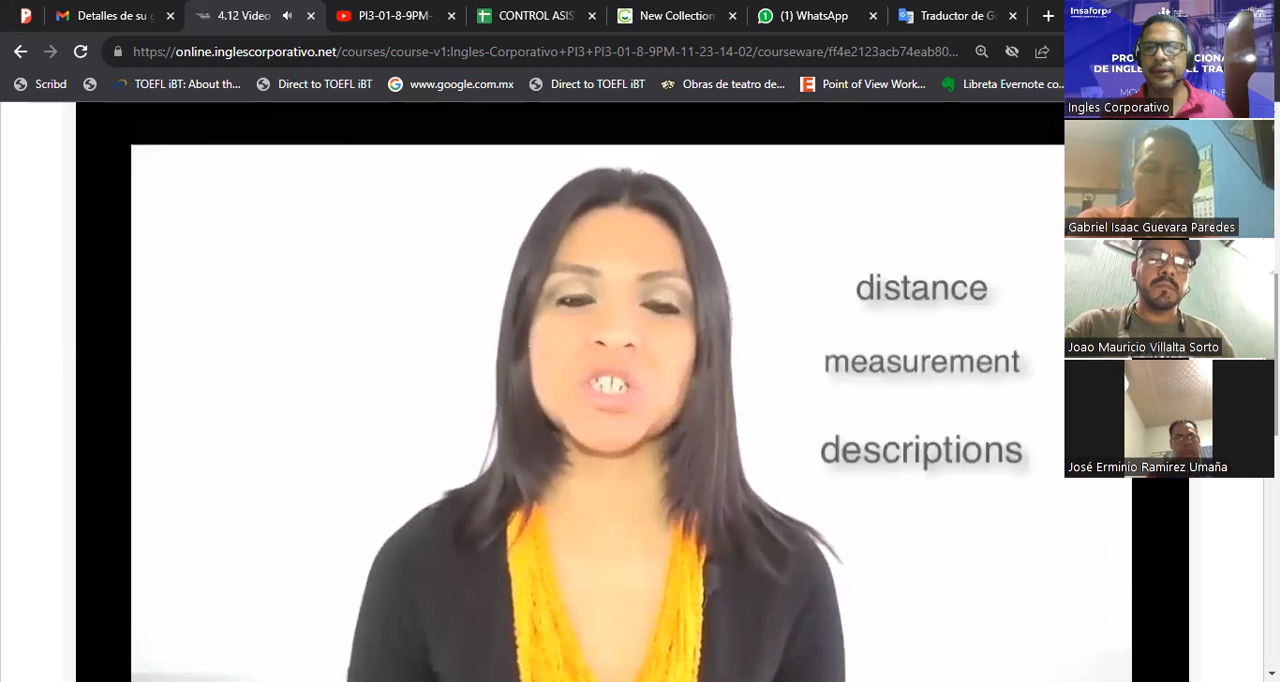 Detalles de su g
4.12 Video
PI3-01-8-9PM-
CONTROL ASIS
New Collection
(1) WhatsApp
Traductor de G
https://online.inglescorporativo.net/courses/course-v1:Ingles-Corporativo+PI3+PI3-01-8-9PM-11-23-14-02/courseware/ff4e2123acb74eab80...
Scribd
TOEFL iBT: About th...
Direct to TOEFL iBT
www.google.com.mx
Direct to TOEFL iBT
Obras de teatro de...
Point of View Work...
Libreta Evernote co...
distance
measurement
descriptions
Insaforp
Ingles Corporativo
Gabriel Isaac Guevara Paredes
Joao Mauricio Villalta Sorto
José Erminio Ramirez Umaña